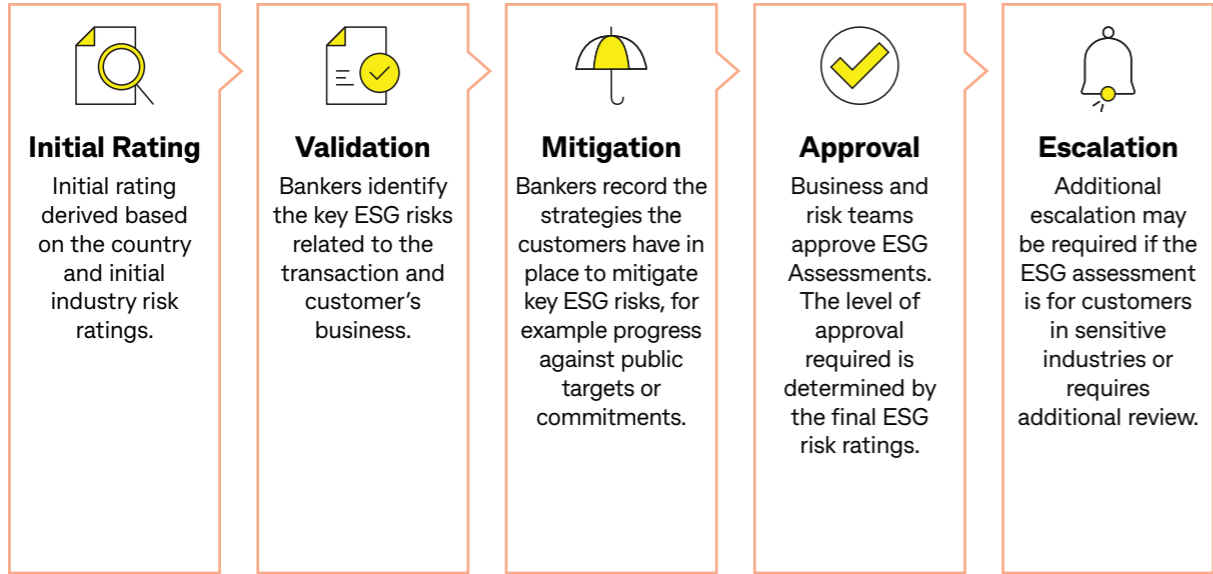 Initial Rating
Initial rating
derived based
on the country
and initial
industry risk
ratings.
Validation
Bankers identify
the key ESG risks
related to the
transaction and
customer's
business.
Mitigation
Bankers record the
strategies the
customers have in
place to mitigate
key ESG risks, for
example progress
against public
targets or
commitments.
Approval
Business and
risk teams
approve ESG
Assessments.
The level of
approval
required is
determined by
the final ESG
risk ratings.
Escalation
Additional
escalation may
be required if the
ESG assessment
is for customers
in sensitive
industries or
requires
additional review.